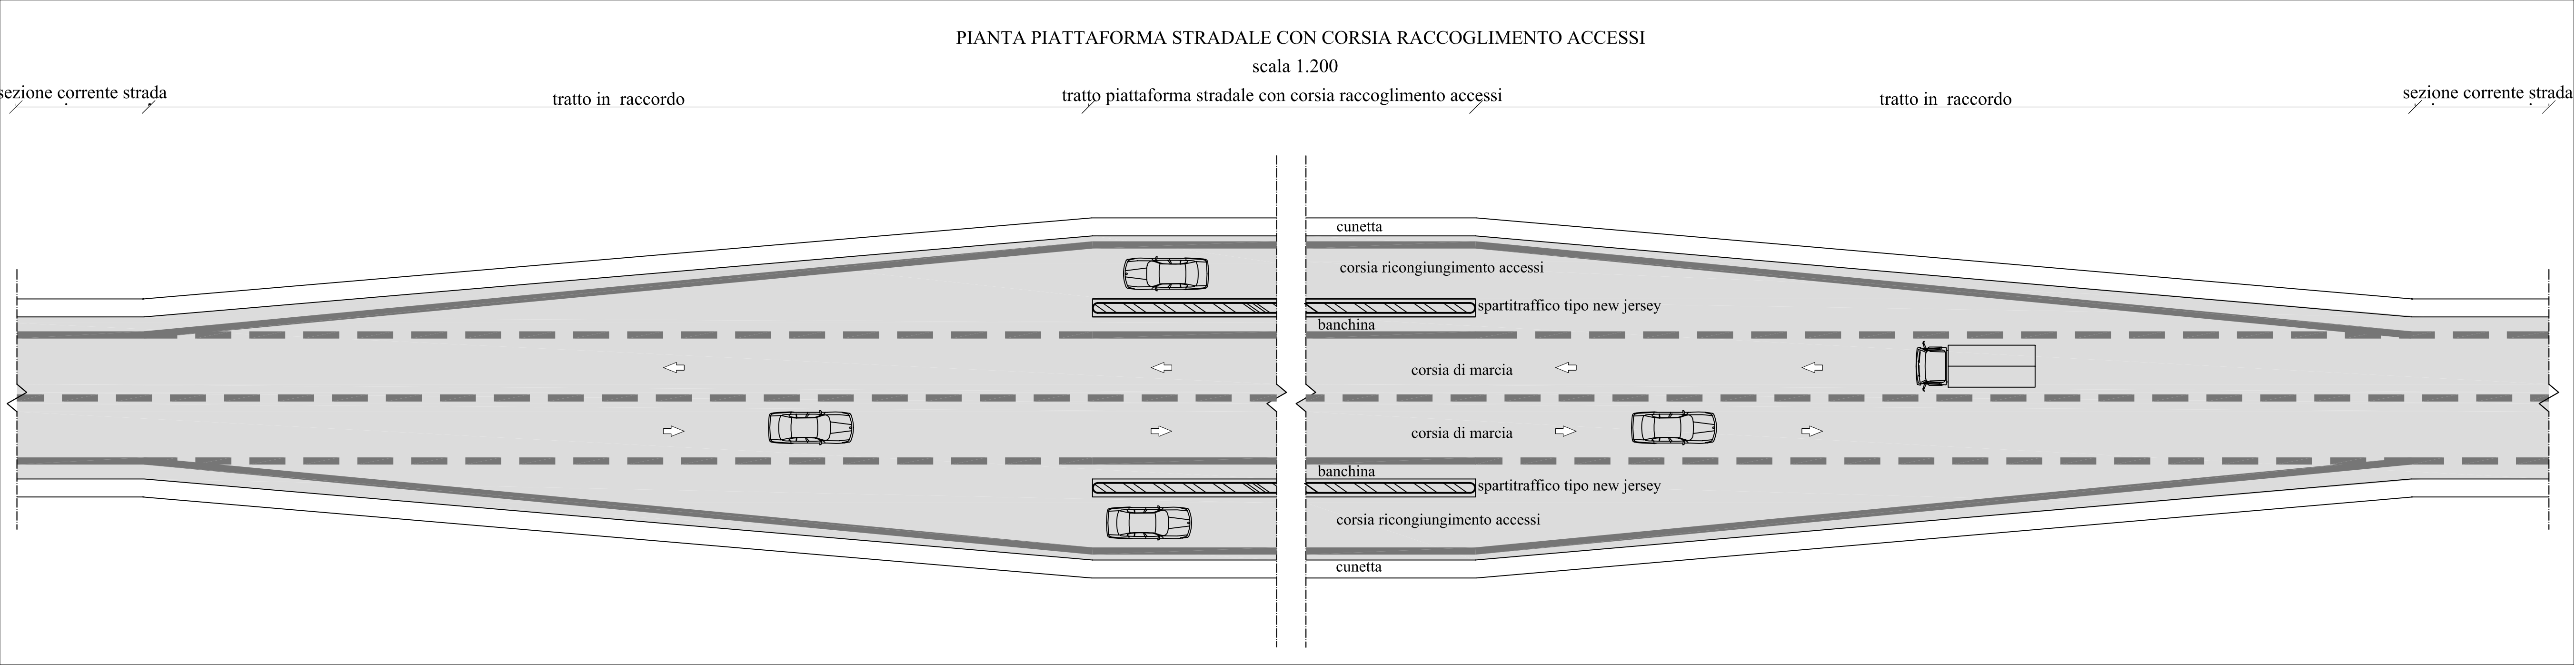 PIANTA PIATTAFORMA STRADALE CON CORSIA RACCOGLIMENTO ACCESSI
scala 1.200
sezione corrente strada
tratto in raccordo
tratto piattaforma stradale con corsia raccoglimento accessi
tratto in raccordo
sezione corrente strada
cunetta
corsia ricongiungimento accessi
spartitraffico tipo new jersey
banchina
corsia di marcia
corsia di marcia
banchina
spartitraffico tipo new jersey
corsia ricongiungimento accessi
cunetta